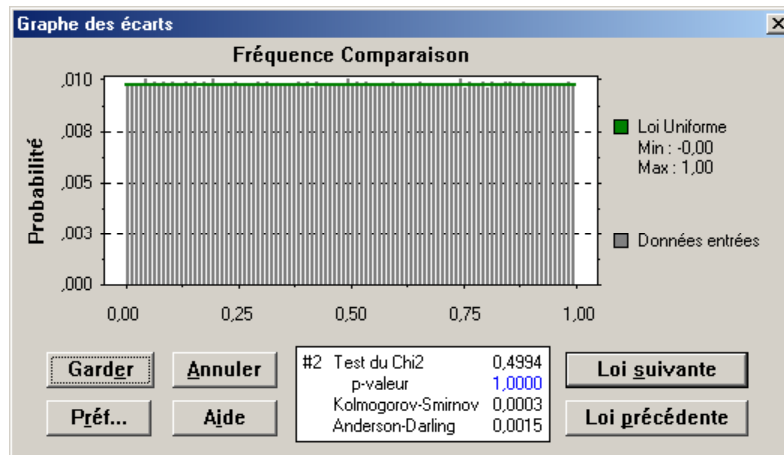 Graphe des écarts
Fréquence Comparaison
Probabilité
,010
,008
,005
,003
,000
0,00 0,25 0,50 0,75 1,00
Loi Uniforme
Min : -0,00
Max : 1,00
Données entrées
Garder
Annuler
Préf...
Aide
#2 Test du Chi2 0,4994
p-valeur 1,0000
Kolmogorov-Smirnov 0,0003
Anderson-Darling 0,0015
Loi suivante
Loi précédente